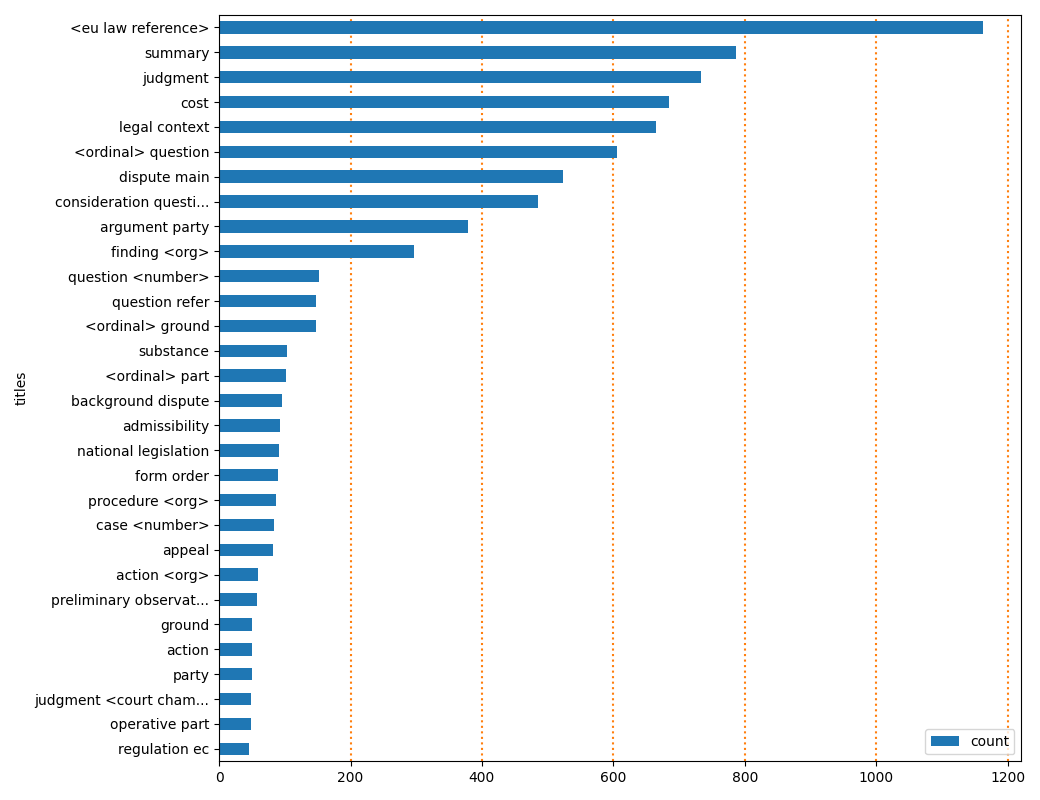 <eu law reference>
summary
judgment
cost
legal context
<ordinal> question
dispute main
consideration questi...
argument party
finding <org>
question <number>
question refer
<ordinal> ground
substance
<ordinal> part
background dispute
admissibility
national legislation
form order
procedure <org>
case <number>
appeal
action <org>
preliminary observat...
ground
action
party
judgment <court cham...
operative part
regulation ec
titles
count
0 200 400 600 800 1000 1200